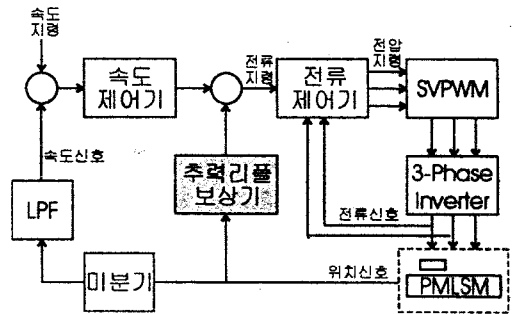 속도
지령
속도
제어기
전류
지령
전류
제어기
전압
지령
SVPWM
속도신호
추력리플
보상기
3-Phase
Inverter
LPF
전류신호
미분기
위치신호
PMLSM